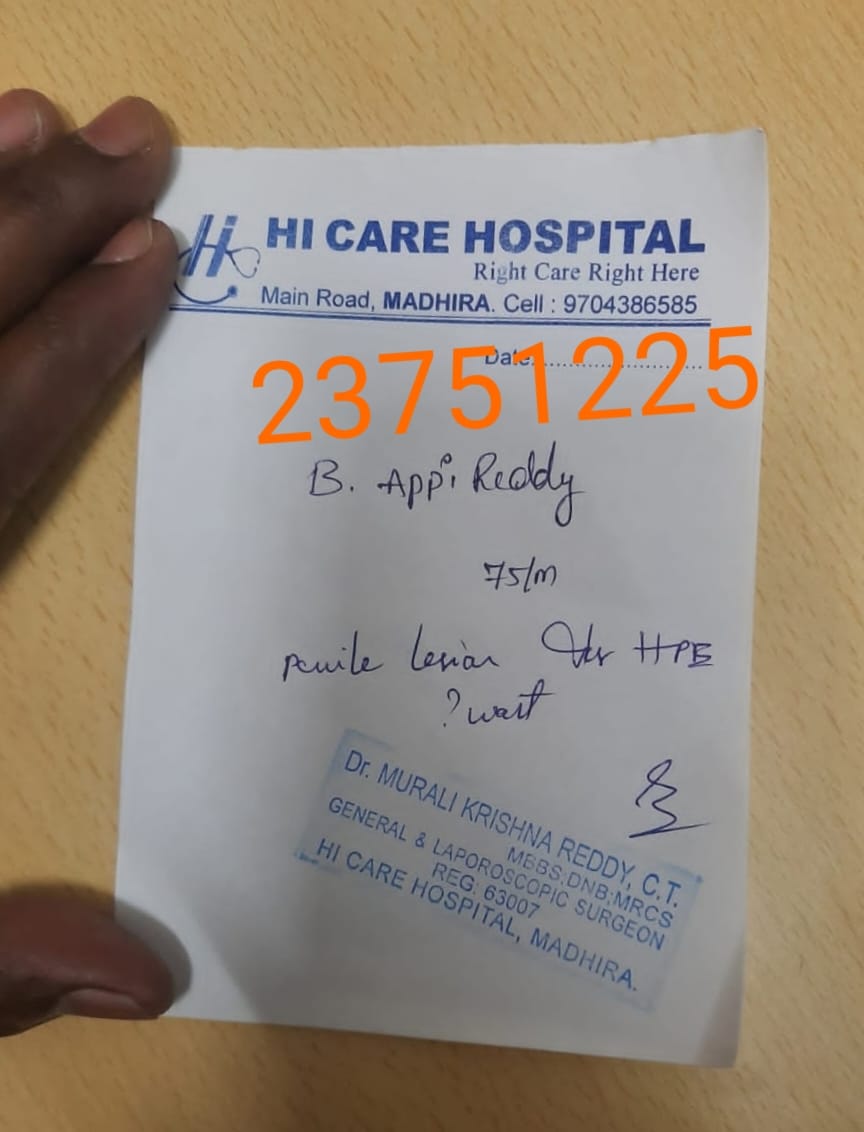 Hi
HI CARE HOSPITAL
Right Care Right Here
Main Road, MADHIRA. Cell : 9704386585
Date..........................
23751225
B. Appi Reddy
75/m
penile lesion for HPE
? wart
Dr. MURALI KRISHNA REDDY, C.T.
MBBS;DNB;MRCS
GENERAL & LAPOROSCOPIC SURGEON
REG: 63007
HI CARE HOSPITAL, MADHIRA.